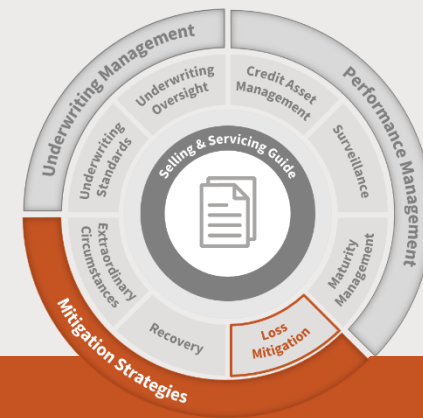 Underwriting Management
Performance Management
Mitigation Strategies
Underwriting
Oversight
Credit Asset
Management
Surveillance
Maturity
Management
Loss
Mitigation
Recovery
Extraordinary
Circumstances
Underwriting
Standards
Selling & Servicing Guide